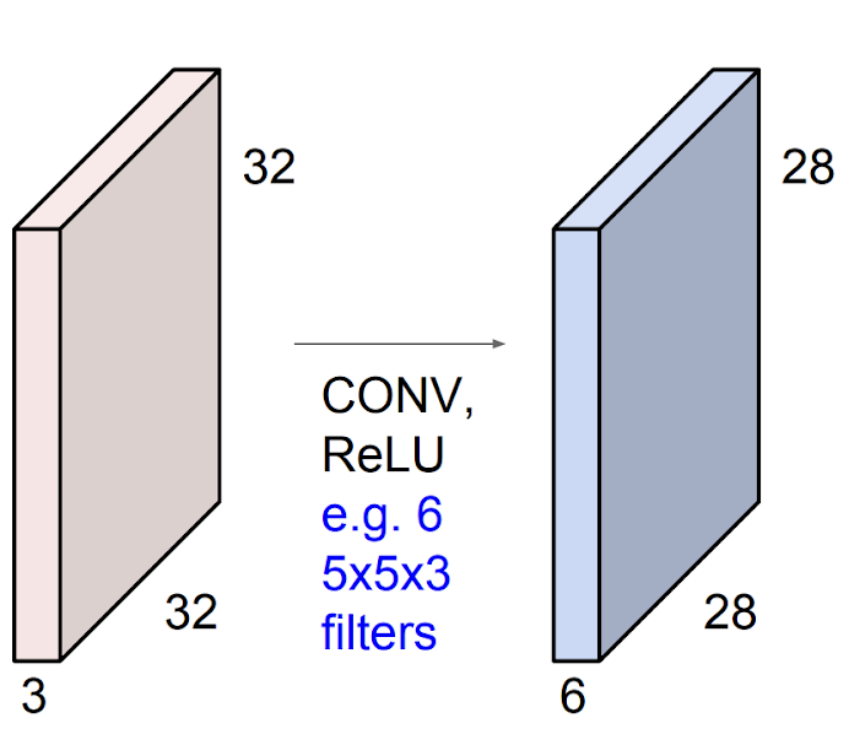 32
32
3
CONV,
ReLU
e.g. 6
5x5x3
filters
28
28
6